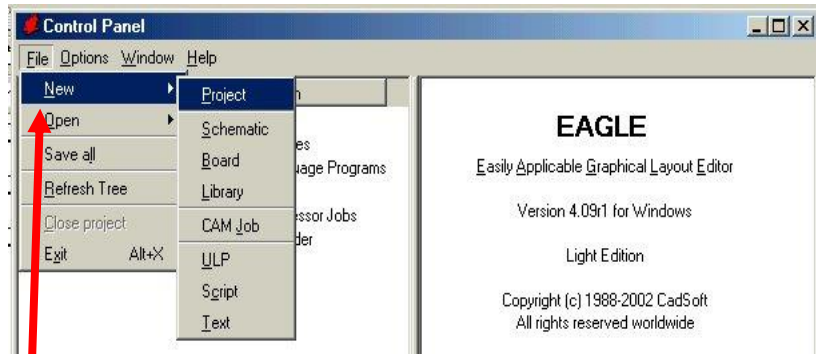 Control Panel
File Options Window Help
New
Open
Save all
Refresh Tree
Close project
Exit Alt+X
Project
Schematic
Board
Library
CAM Job
ULP
Script
Text
Programs
Jobs
EAGLE
Easily Applicable Graphical Layout Editor
Version 4.09r1 for Windows
Light Edition
Copyright (c) 1988-2002 CadSoft
All rights reserved worldwide